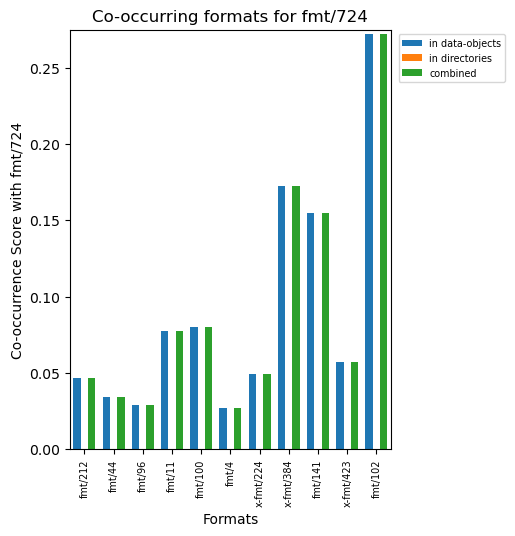 Co-occurring formats for fmt/724
in data-objects
in directories
combined
0.25
0.20
0.15
0.10
0.05
0.00
Co-occurrence Score with fmt/724
fmt/212
fmt/44
fmt/96
fmt/11
fmt/100
fmt/4
x-fmt/224
x-fmt/384
fmt/141
x-fmt/423
fmt/102
Formats